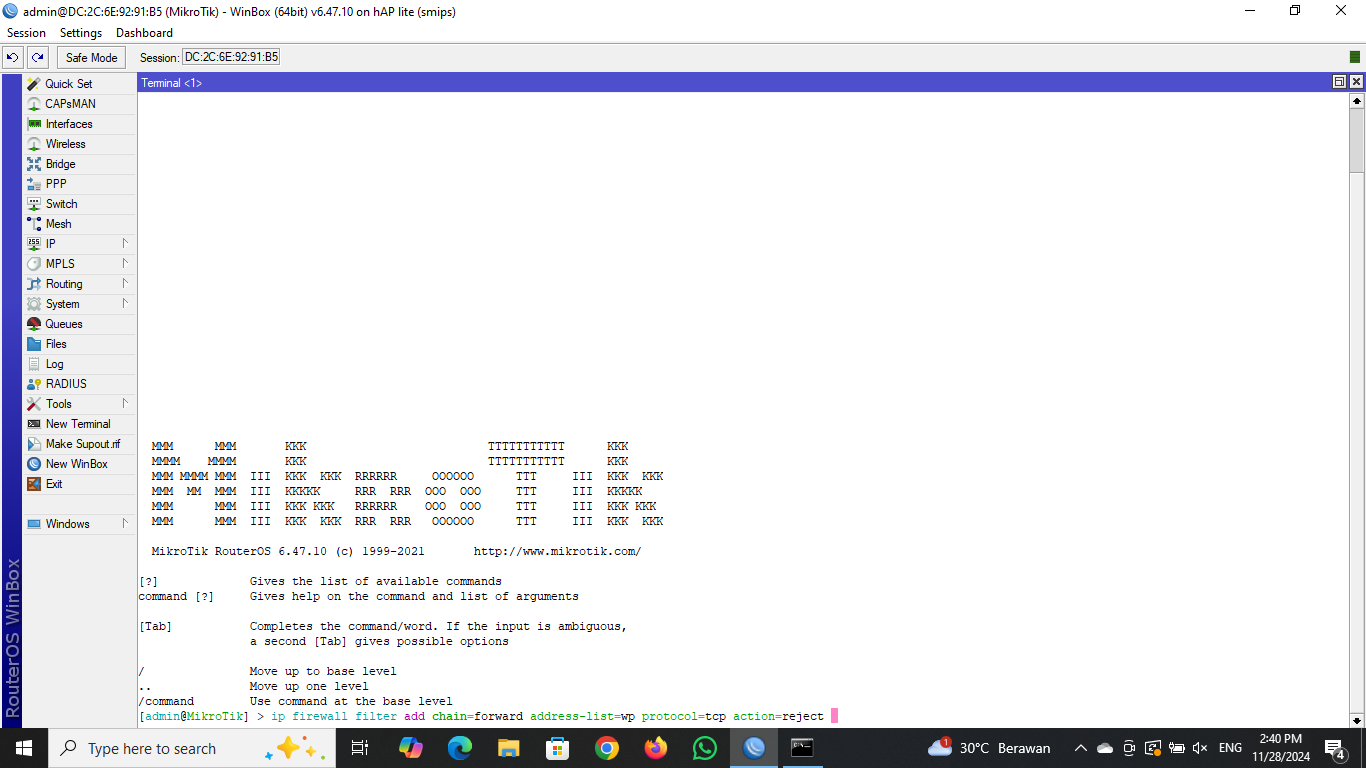 admin@DC:2C:6E:92:91:B5 (MikroTik) - WinBox (64bit) v6.47.10 on hAP lite (smips)
Session Settings Dashboard
Safe Mode Session: DC:2C:6E:92:91:B5
Terminal <1>
Quick Set
CAPsMAN
Interfaces
Wireless
Bridge
PPP
Switch
Mesh
IP
MPLS
Routing
System
Queues
Files
Log
RADIUS
Tools
New Terminal
Make Supout.rif
New WinBox
Exit
Windows
RouterOS WinBox
MMM      MMM       KKK                          TTTTTTTTTTT      KKK
MMMM    MMMM       KKK                          TTTTTTTTTTT      KKK
MMM MMMM MMM  III  KKK  KKK  RRRRRR     OOOOOO      TTT     III  KKK  KKK
MMM  MM  MMM  III  KKKKK     RRR  RRR  OOO  OOO     TTT     III  KKKKK
MMM      MMM  III  KKK KKK   RRRRRR    OOO  OOO     TTT     III  KKK KKK
MMM      MMM  III  KKK  KKK  RRR  RRR   OOOOOO      TTT     III  KKK  KKK
MikroTik RouterOS 6.47.10 (c) 1999-2021       http://www.mikrotik.com/
[?]             Gives the list of available commands
command [?]     Gives help on the command and list of arguments
[Tab]           Completes the command/word. If the input is ambiguous,
a second [Tab] gives possible options
/               Move up to base level
..              Move up one level
/command        Use command at the base level
[admin@MikroTik] > ip firewall filter add chain=forward address-list=wp protocol=tcp action=reject
Type here to search
1
30°C Berawan
ENG
2:40 PM
11/28/2024
4